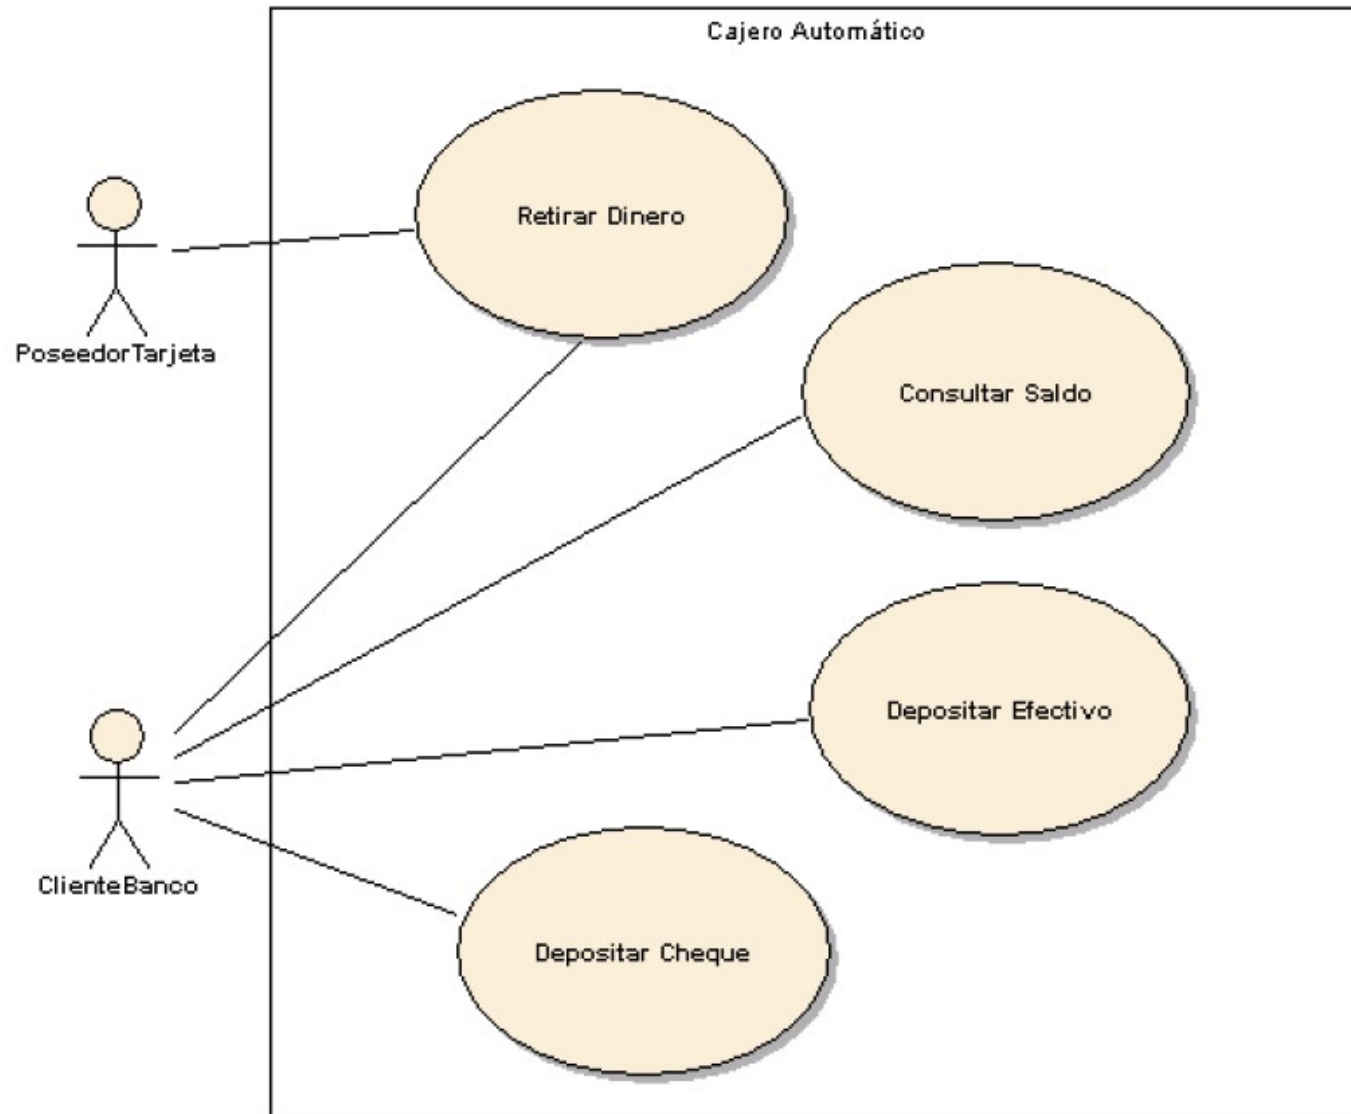 Cajero Automático
Retirar Dinero
PoseedorTarjeta
Consultar Saldo
Depositar Efectivo
ClienteBanco
Depositar Cheque